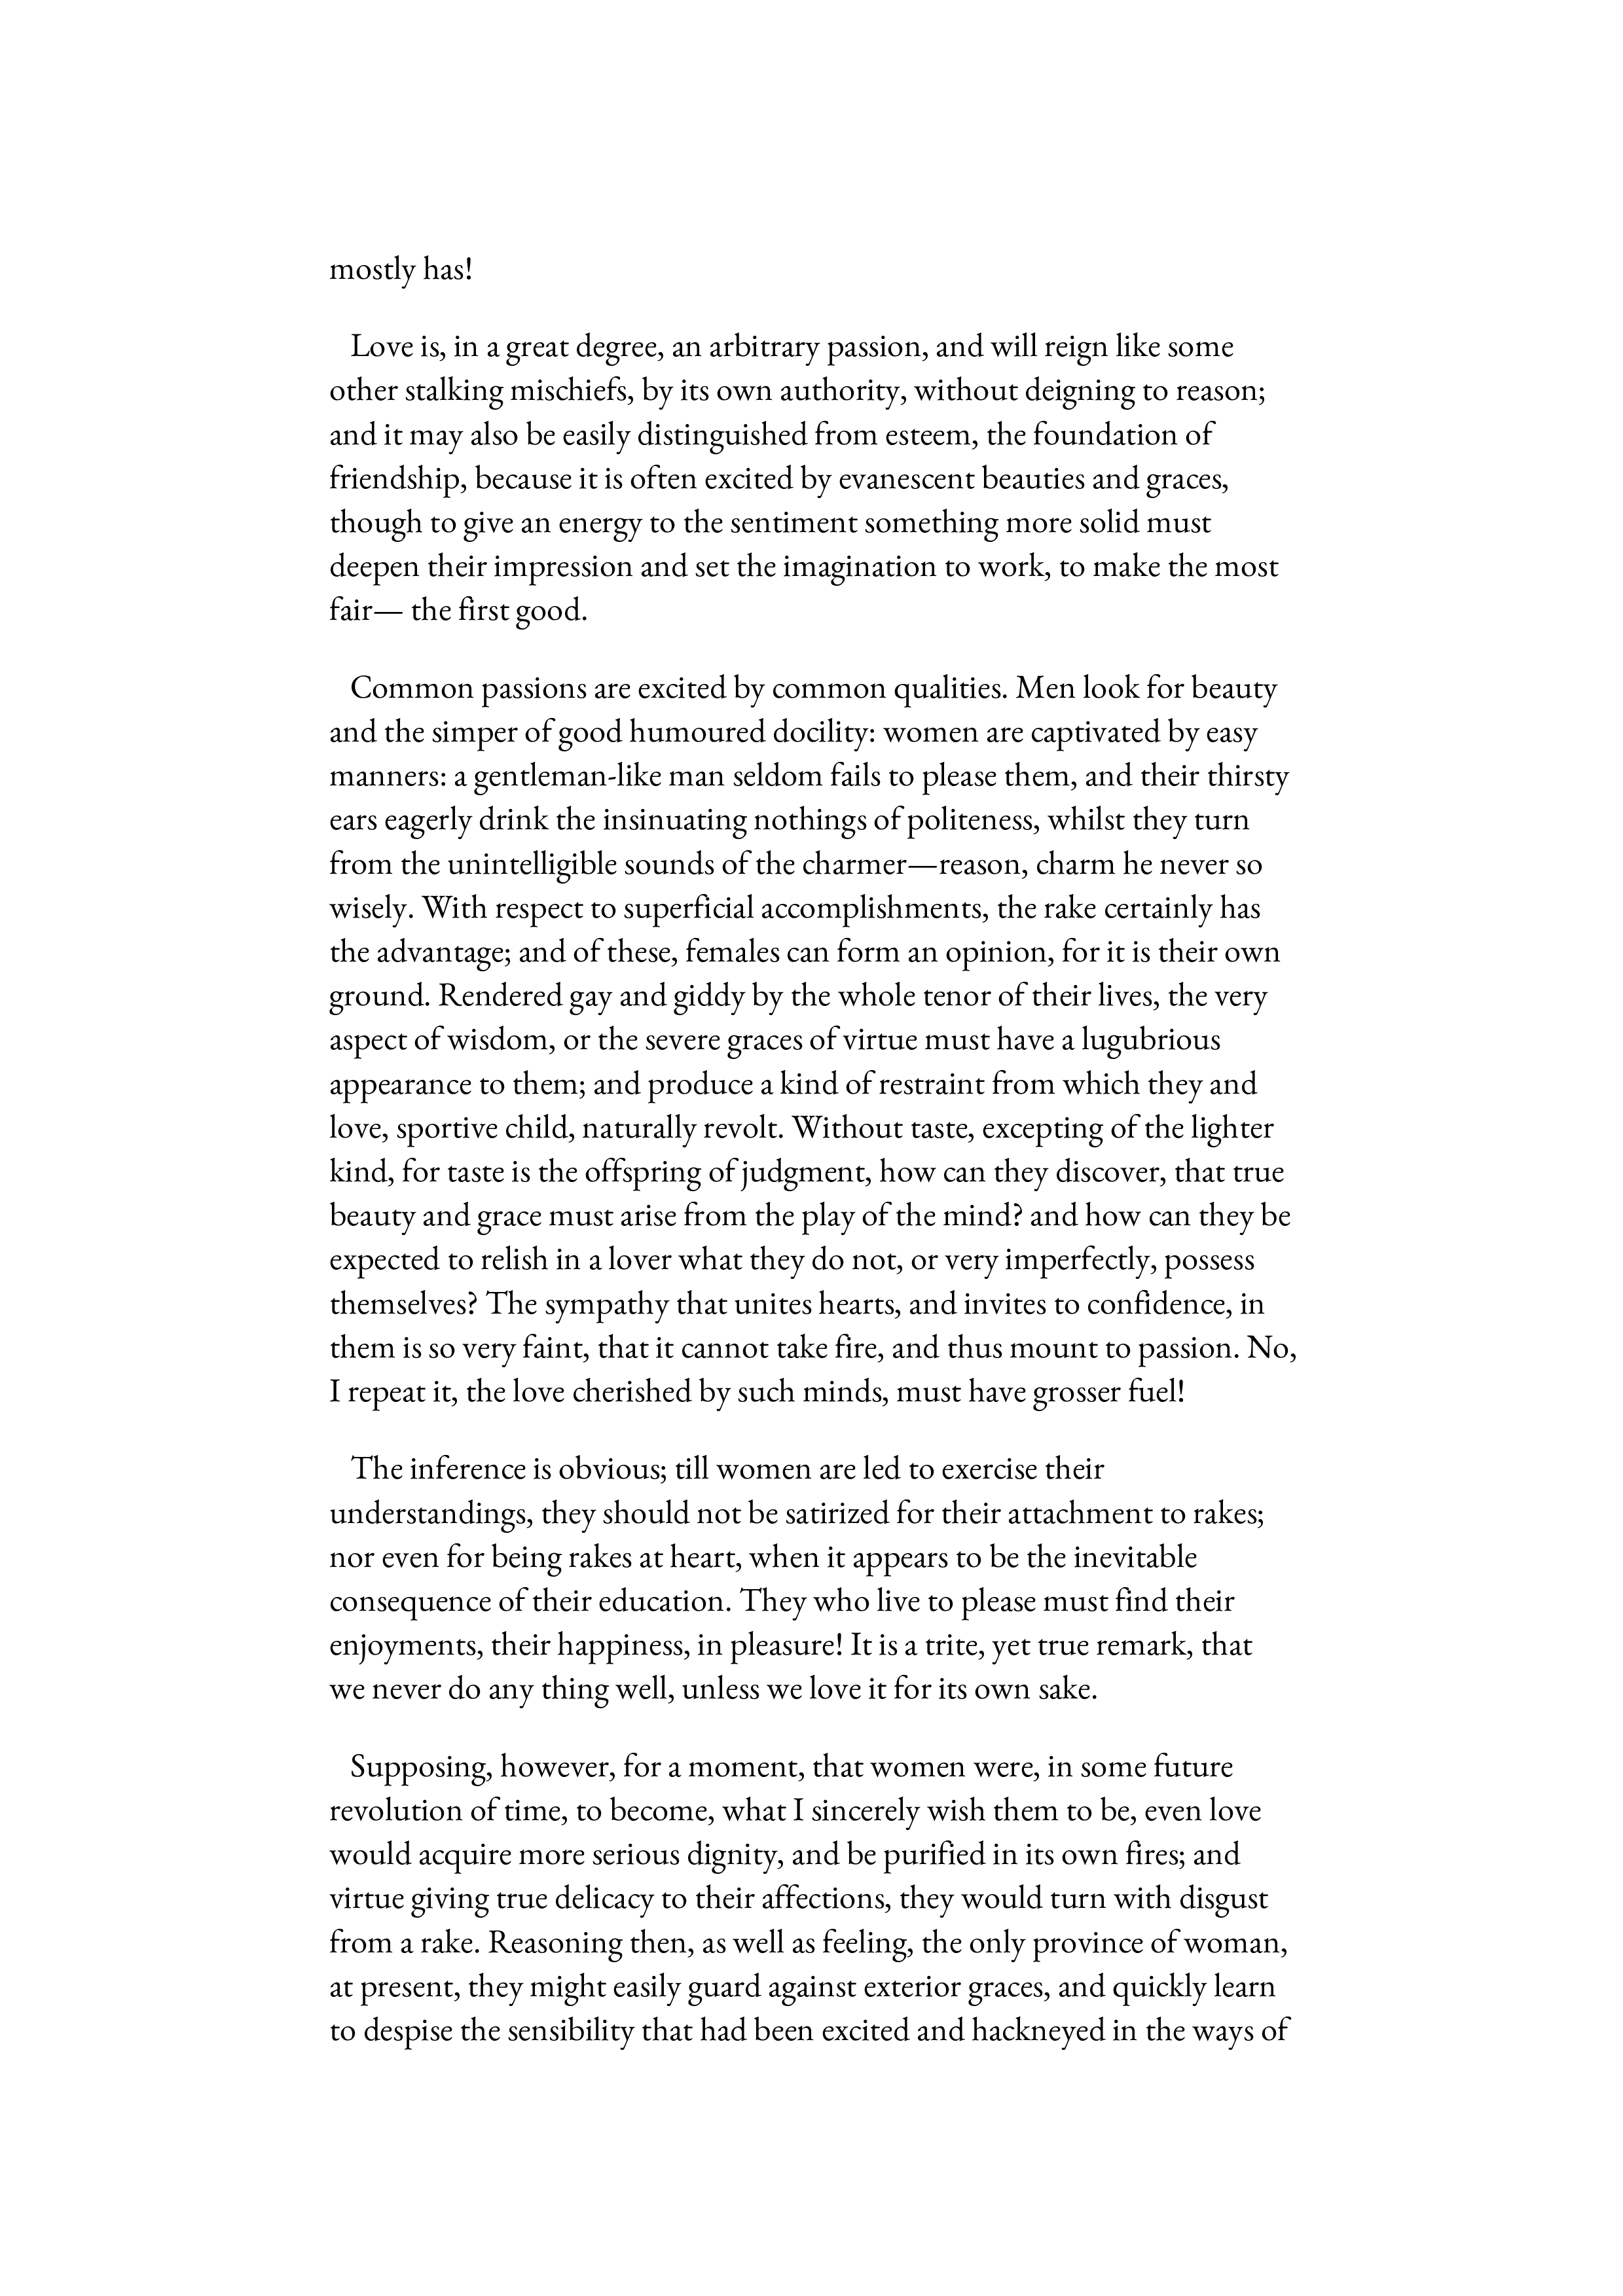 mostly has!
Love is, in a great degree, an arbitrary passion, and will reign like some
other stalking mischiefs, by its own authority, without deigning to reason;
and it may also be easily distinguished from esteem, the foundation of
friendship, because it is often excited by evanescent beauties and graces,
though to give an energy to the sentiment something more solid must
deepen their impression and set the imagination to work, to make the most
fair— the first good.
Common passions are excited by common qualities. Men look for beauty
and the simper of good humoured docility: women are captivated by easy
manners: a gentleman-like man seldom fails to please them, and their thirsty
ears eagerly drink the insinuating nothings of politeness, whilst they turn
from the unintelligible sounds of the charmer—reason, charm he never so
wisely. With respect to superficial accomplishments, the rake certainly has
the advantage; and of these, females can form an opinion, for it is their own
ground. Rendered gay and giddy by the whole tenor of their lives, the very
aspect of wisdom, or the severe graces of virtue must have a lugubrious
appearance to them; and produce a kind of restraint from which they and
love, sportive child, naturally revolt. Without taste, excepting of the lighter
kind, for taste is the offspring of judgment, how can they discover, that true
beauty and grace must arise from the play of the mind? and how can they be
expected to relish in a lover what they do not, or very imperfectly, possess
themselves? The sympathy that unites hearts, and invites to confidence, in
them is so very faint, that it cannot take fire, and thus mount to passion. No,
I repeat it, the love cherished by such minds, must have grosser fuel!
The inference is obvious; till women are led to exercise their
understandings, they should not be satirized for their attachment to rakes;
nor even for being rakes at heart, when it appears to be the inevitable
consequence of their education. They who live to please must find their
enjoyments, their happiness, in pleasure! It is a trite, yet true remark, that
we never do any thing well, unless we love it for its own sake.
Supposing, however, for a moment, that women were, in some future
revolution of time, to become, what I sincerely wish them to be, even love
would acquire more serious dignity, and be purified in its own fires; and
virtue giving true delicacy to their affections, they would turn with disgust
from a rake. Reasoning then, as well as feeling, the only province of woman,
at present, they might easily guard against exterior graces, and quickly learn
to despise the sensibility that had been excited and hackneyed in the ways of